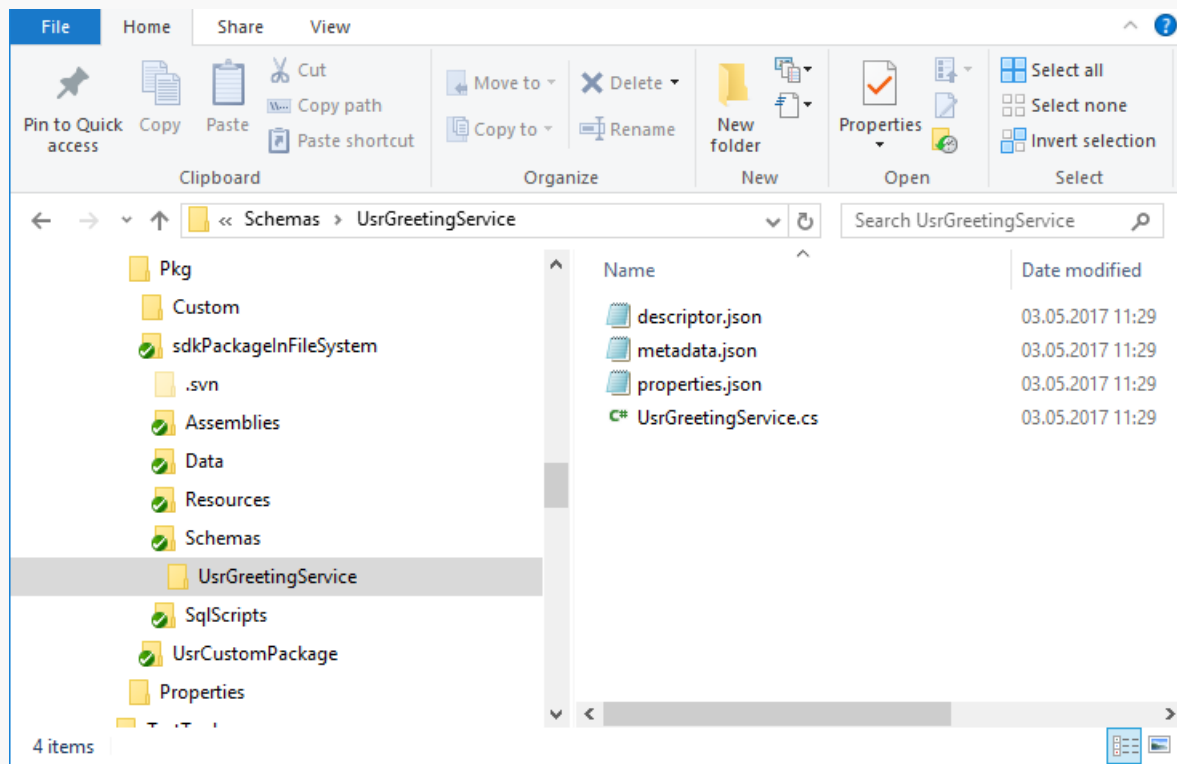 File Home Share View
Pin to Quick access
Copy
Paste
Cut
Copy path
Paste shortcut
Clipboard
Move to
Copy to
Delete
Rename
Organize
New folder
New
Properties
Open
Select all
Select none
Invert selection
Select
« Schemas › UsrGreetingService
Search UsrGreetingService
Pkg
Custom
sdkPackageInFileSystem
.svn
Assemblies
Data
Resources
Schemas
UsrGreetingService
SqlScripts
UsrCustomPackage
Properties
Name Date modified
descriptor.json 03.05.2017 11:29
metadata.json 03.05.2017 11:29
properties.json 03.05.2017 11:29
C# UsrGreetingService.cs 03.05.2017 11:29
4 items